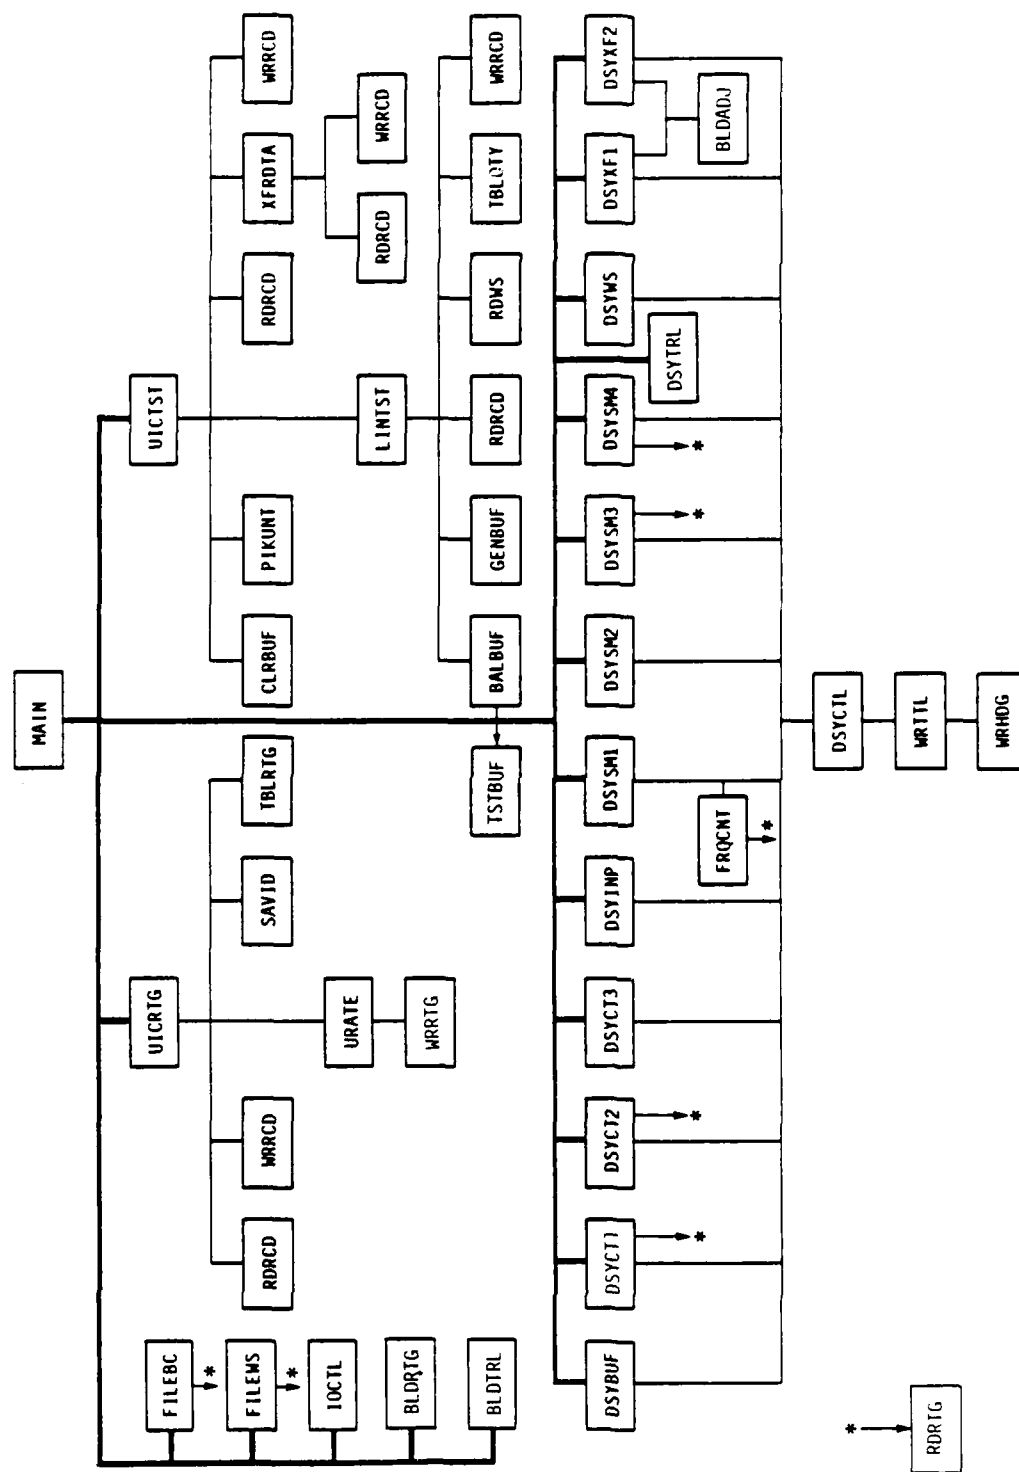 MAIN
FILEBC
UICRTG
UICTST
*
FILEWS
RDRCD
WRRCD
SAVID
TBLRTG
CLRBUF
PIKUNT
RDRCD
XFRDTA
WRRCD
*
IOCTL
URATE
LINTST
RDRCD
WRRCD
BLDRTG
WRRTG
BLDTRL
TSTBUF
BALBUF
GENBUF
RDRCD
RDWS
TBLQTY
WRRCD
DSYBUF
DSYCT1
DSYCT2
DSYCT3
DSYINP
DSYSM1
DSYSM2
DSYSM3
DSYSM4
DSYWS
DSYXF1
DSYXF2
DSYTRL
*
*
*
*
FRQCNT
BLDADJ
*
DSYCTL
*
WRTTL
RDRTG
WRHDG